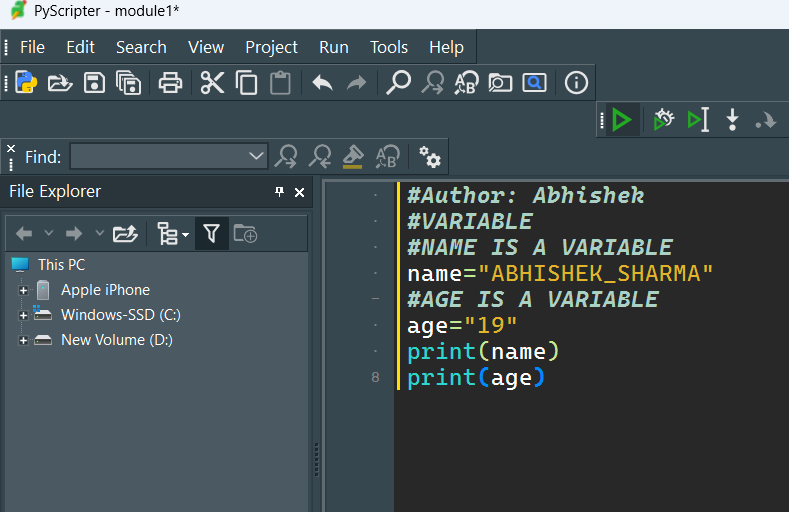 PyScripter - module1*
File Edit Search View Project Run Tools Help
Find:
File Explorer
This PC
Apple iPhone
Windows-SSD (C:)
New Volume (D:)
#Author: Abhishek
#VARIABLE
#NAME IS A VARIABLE
name="ABHISHEK_SHARMA"
#AGE IS A VARIABLE
age="19"
print(name)
8 print(age)